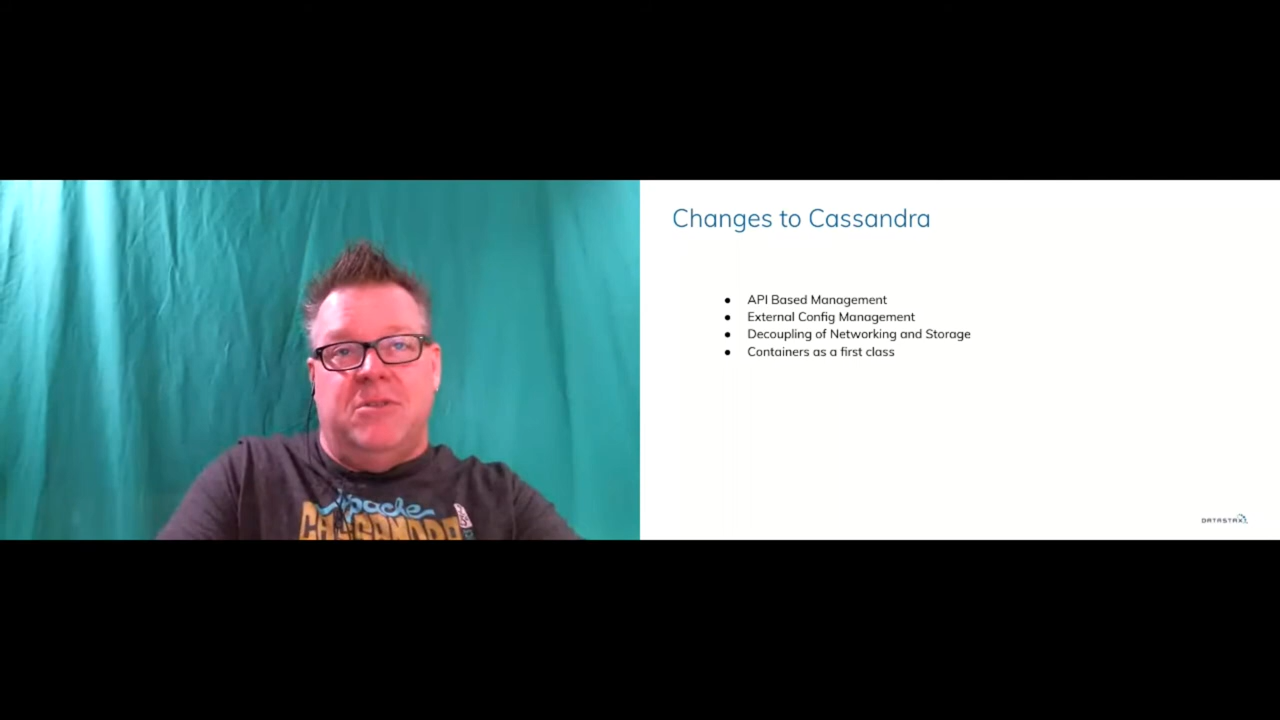 Changes to Cassandra
● API Based Management
● External Config Management
● Decoupling of Networking and Storage
● Containers as a first class
Apache
CASSANDRA
DATASTAX